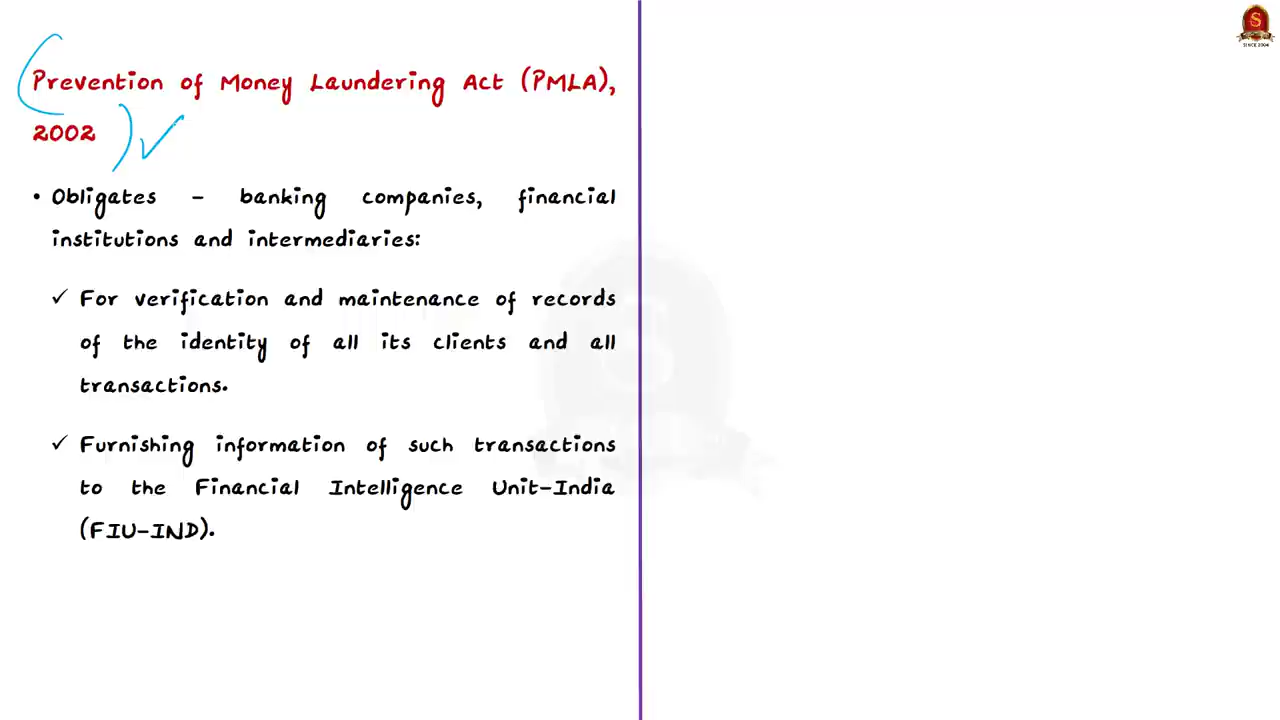 Prevention of Money Laundering Act (PMLA),
2002
• Obligates – banking companies, financial
institutions and intermediaries:
✓ For verification and maintenance of records
of the identity of all its clients and all
transactions.
✓ Furnishing information of such transactions
to the Financial Intelligence Unit-India
(FIU-IND).
S
SINCE 2004